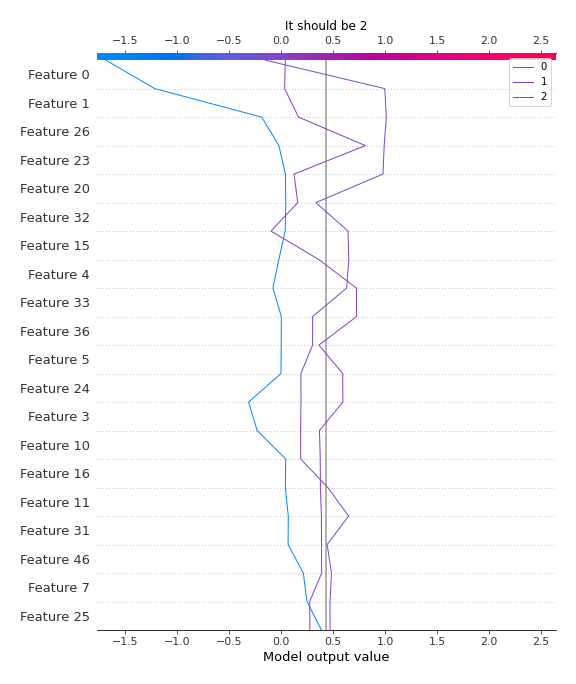 It should be 2
−1.5 −1.0 −0.5 0.0 0.5 1.0 1.5 2.0 2.5
0
1
2
Feature 0
Feature 1
Feature 26
Feature 23
Feature 20
Feature 32
Feature 15
Feature 4
Feature 33
Feature 36
Feature 5
Feature 24
Feature 3
Feature 10
Feature 16
Feature 11
Feature 31
Feature 46
Feature 7
Feature 25
−1.5 −1.0 −0.5 0.0 0.5 1.0 1.5 2.0 2.5
Model output value